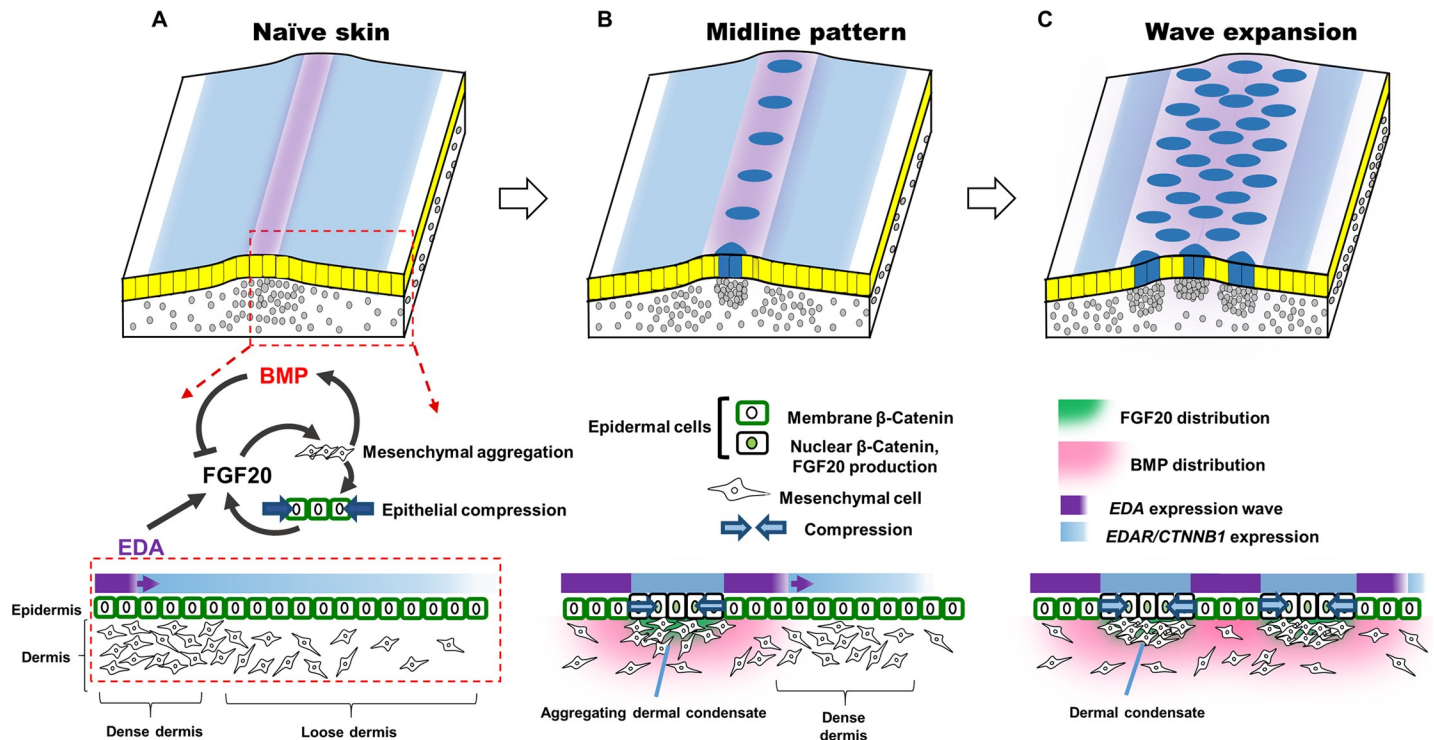 A
Naïve skin
B
Midline pattern
C
Wave expansion
BMP
Mesenchymal aggregation
FGF20
Epithelial compression
EDA
Epidermal cells
Membrane β-Catenin
Nuclear β-Catenin,
FGF20 production
Mesenchymal cell
Compression
FGF20 distribution
BMP distribution
EDA expression wave
EDAR/CTNNB1 expression
Epidermis
Dermis
Dense dermis
Loose dermis
Aggregating dermal condensate
Dense
dermis
Dermal condensate